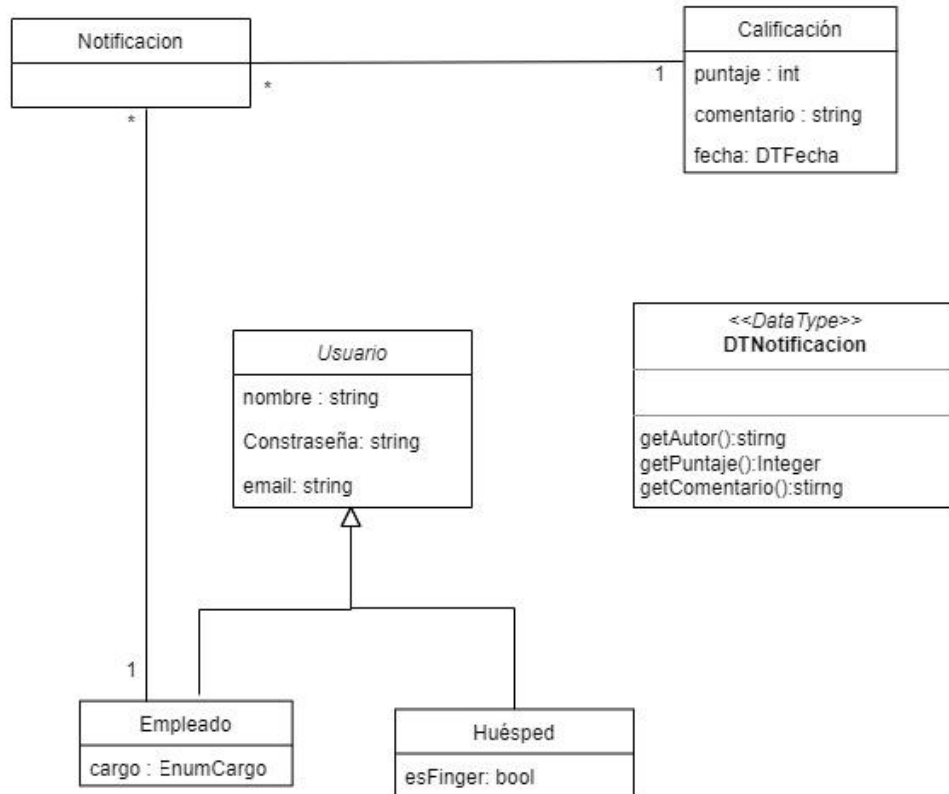 Notificacion
*
*
1
Calificación
puntaje : int
comentario : string
fecha: DTFecha
Usuario
nombre : string
Constraseña: string
email: string
<<DataType>>
DTNotificacion
getAutor():stirng
getPuntaje():Integer
getComentario():stirng
1
Empleado
cargo : EnumCargo
Huésped
esFinger: bool